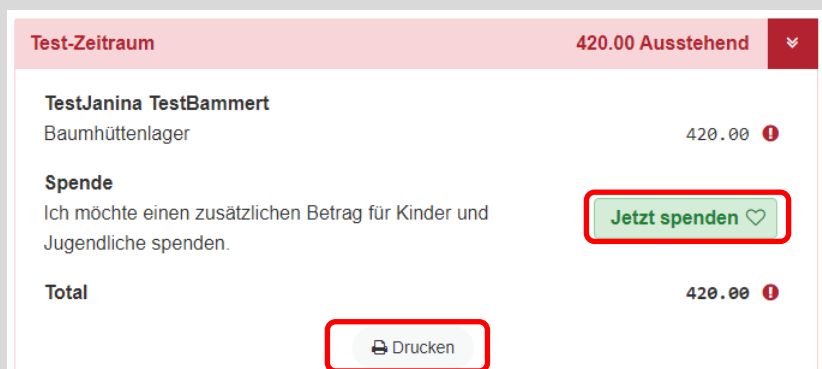 Test-Zeitraum 420.00 Ausstehend
TestJanina TestBammert
Baumhüttenlager 420.00
Spende
Ich möchte einen zusätzlichen Betrag für Kinder und
Jugendliche spenden.
Jetzt spenden
Total 420.00
Drucken